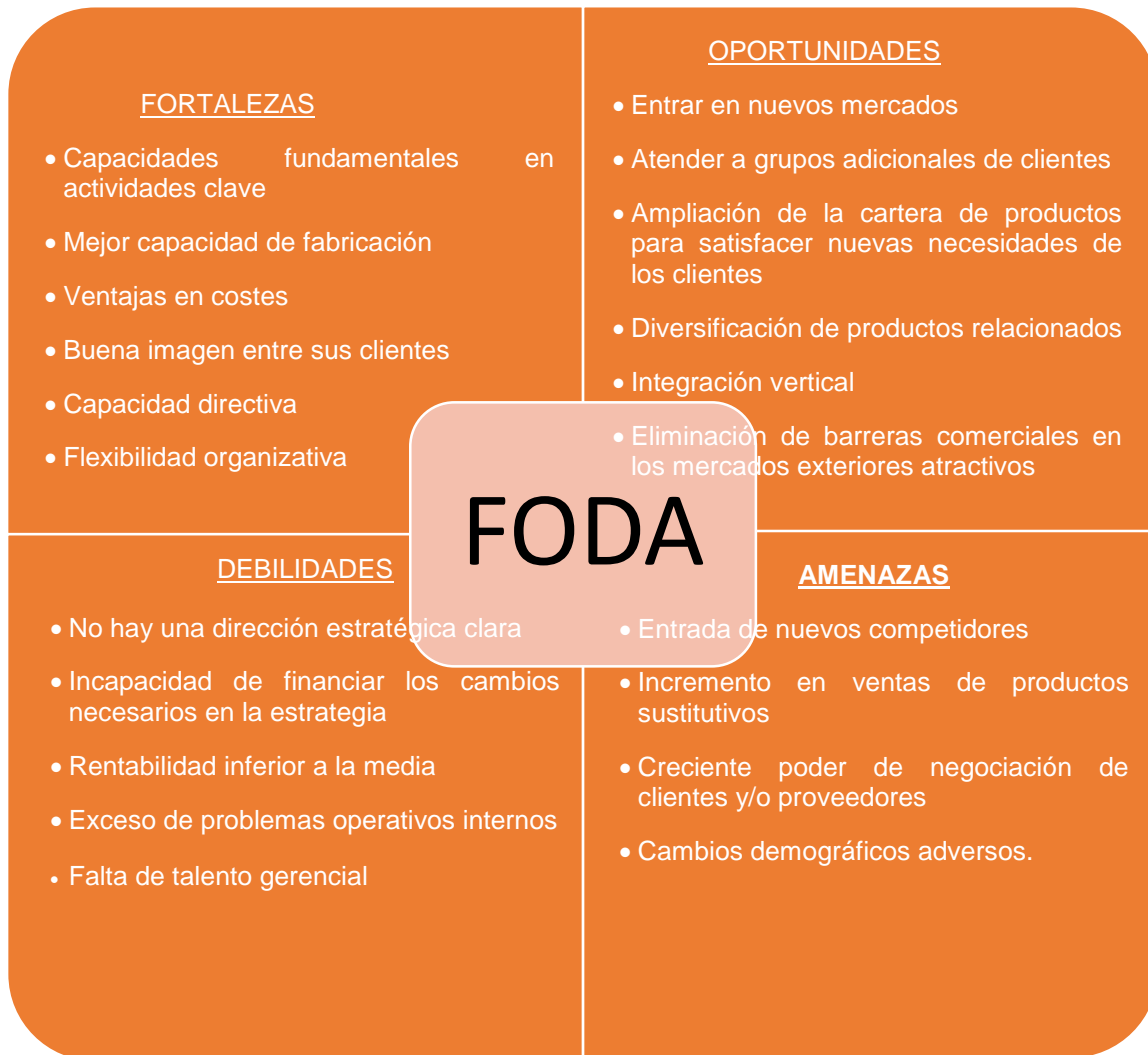 FORTALEZAS
• Capacidades fundamentales en
actividades clave
• Mejor capacidad de fabricación
• Ventajas en costes
• Buena imagen entre sus clientes
• Capacidad directiva
• Flexibilidad organizativa
OPORTUNIDADES
• Entrar en nuevos mercados
• Atender a grupos adicionales de clientes
• Ampliación de la cartera de productos
para satisfacer nuevas necesidades de
los clientes
• Diversificación de productos relacionados
• Integración vertical
• Eliminación de barreras comerciales en
los mercados exteriores atractivos
FODA
DEBILIDADES
• No hay una dirección estratégica clara
• Incapacidad de financiar los cambios
necesarios en la estrategia
• Rentabilidad inferior a la media
• Exceso de problemas operativos internos
• Falta de talento gerencial
AMENAZAS
• Entrada de nuevos competidores
• Incremento en ventas de productos
sustitutivos
• Creciente poder de negociación de
clientes y/o proveedores
• Cambios demográficos adversos.